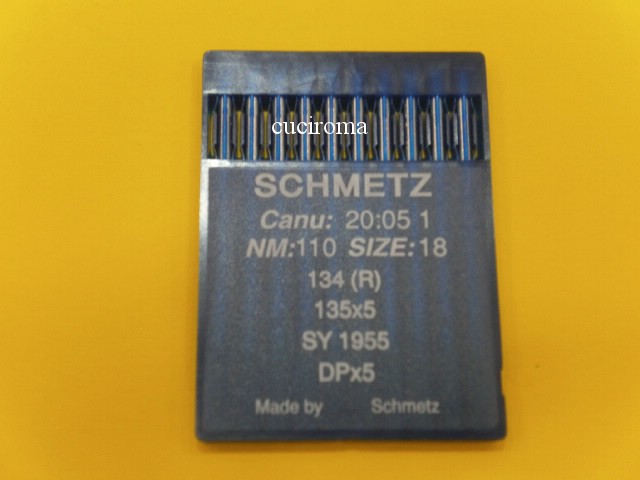 cuciroma
SCHMETZ
Canu: 20:05 1
NM:110 SIZE:18
134 (R)
135x5
SY 1955
DPx5
Made by Schmetz